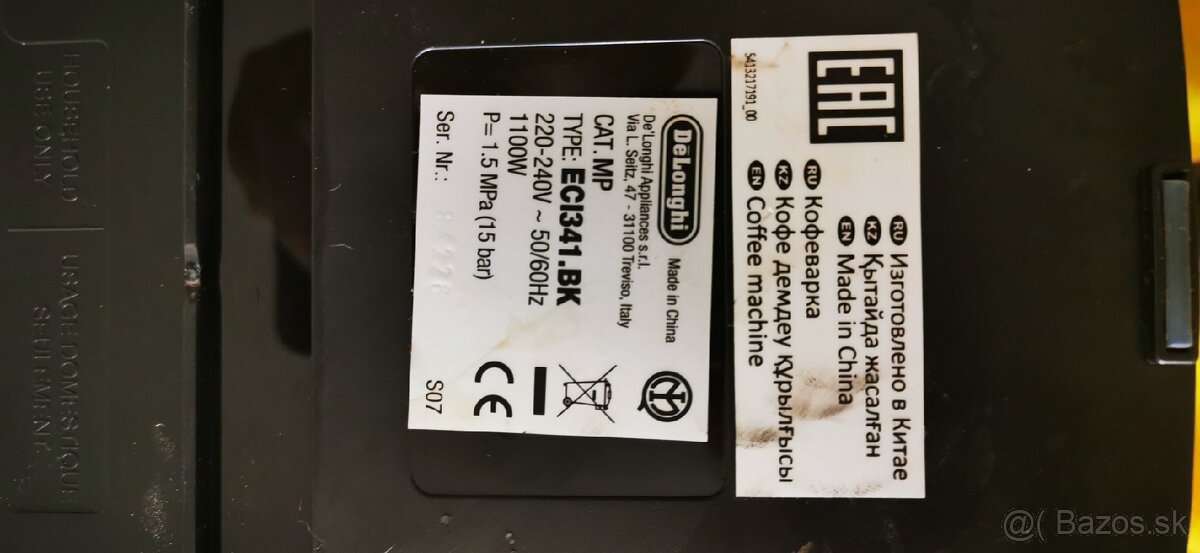 HOUSEHOLD
USE ONLY
USAGE DOMESTIQUE
SEULEMENT
DeLonghi
Made in China
De'Longhi Appliances s.r.l.
Via L. Seitz, 47 - 31100 Treviso, Italy
CAT. MP
TYPE: ECI341.BK
220-240V ~ 50/60Hz
1100W
P= 1.5 MPa (15 bar)
Ser. Nr.:
CE
S07
EAC
5413217191_00
RU Изготовлено в Китае
KZ Қытайда жасалған
EN Made in China
RU Кофеварка
KZ Кофе демдеу құрылғысы
EN Coffee machine
@( Bazos.sk